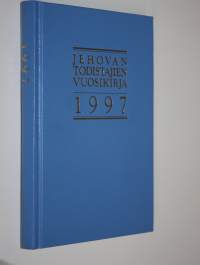 JEHOVAN
TODISTAJIEN
VUOSIKIRJA
1997